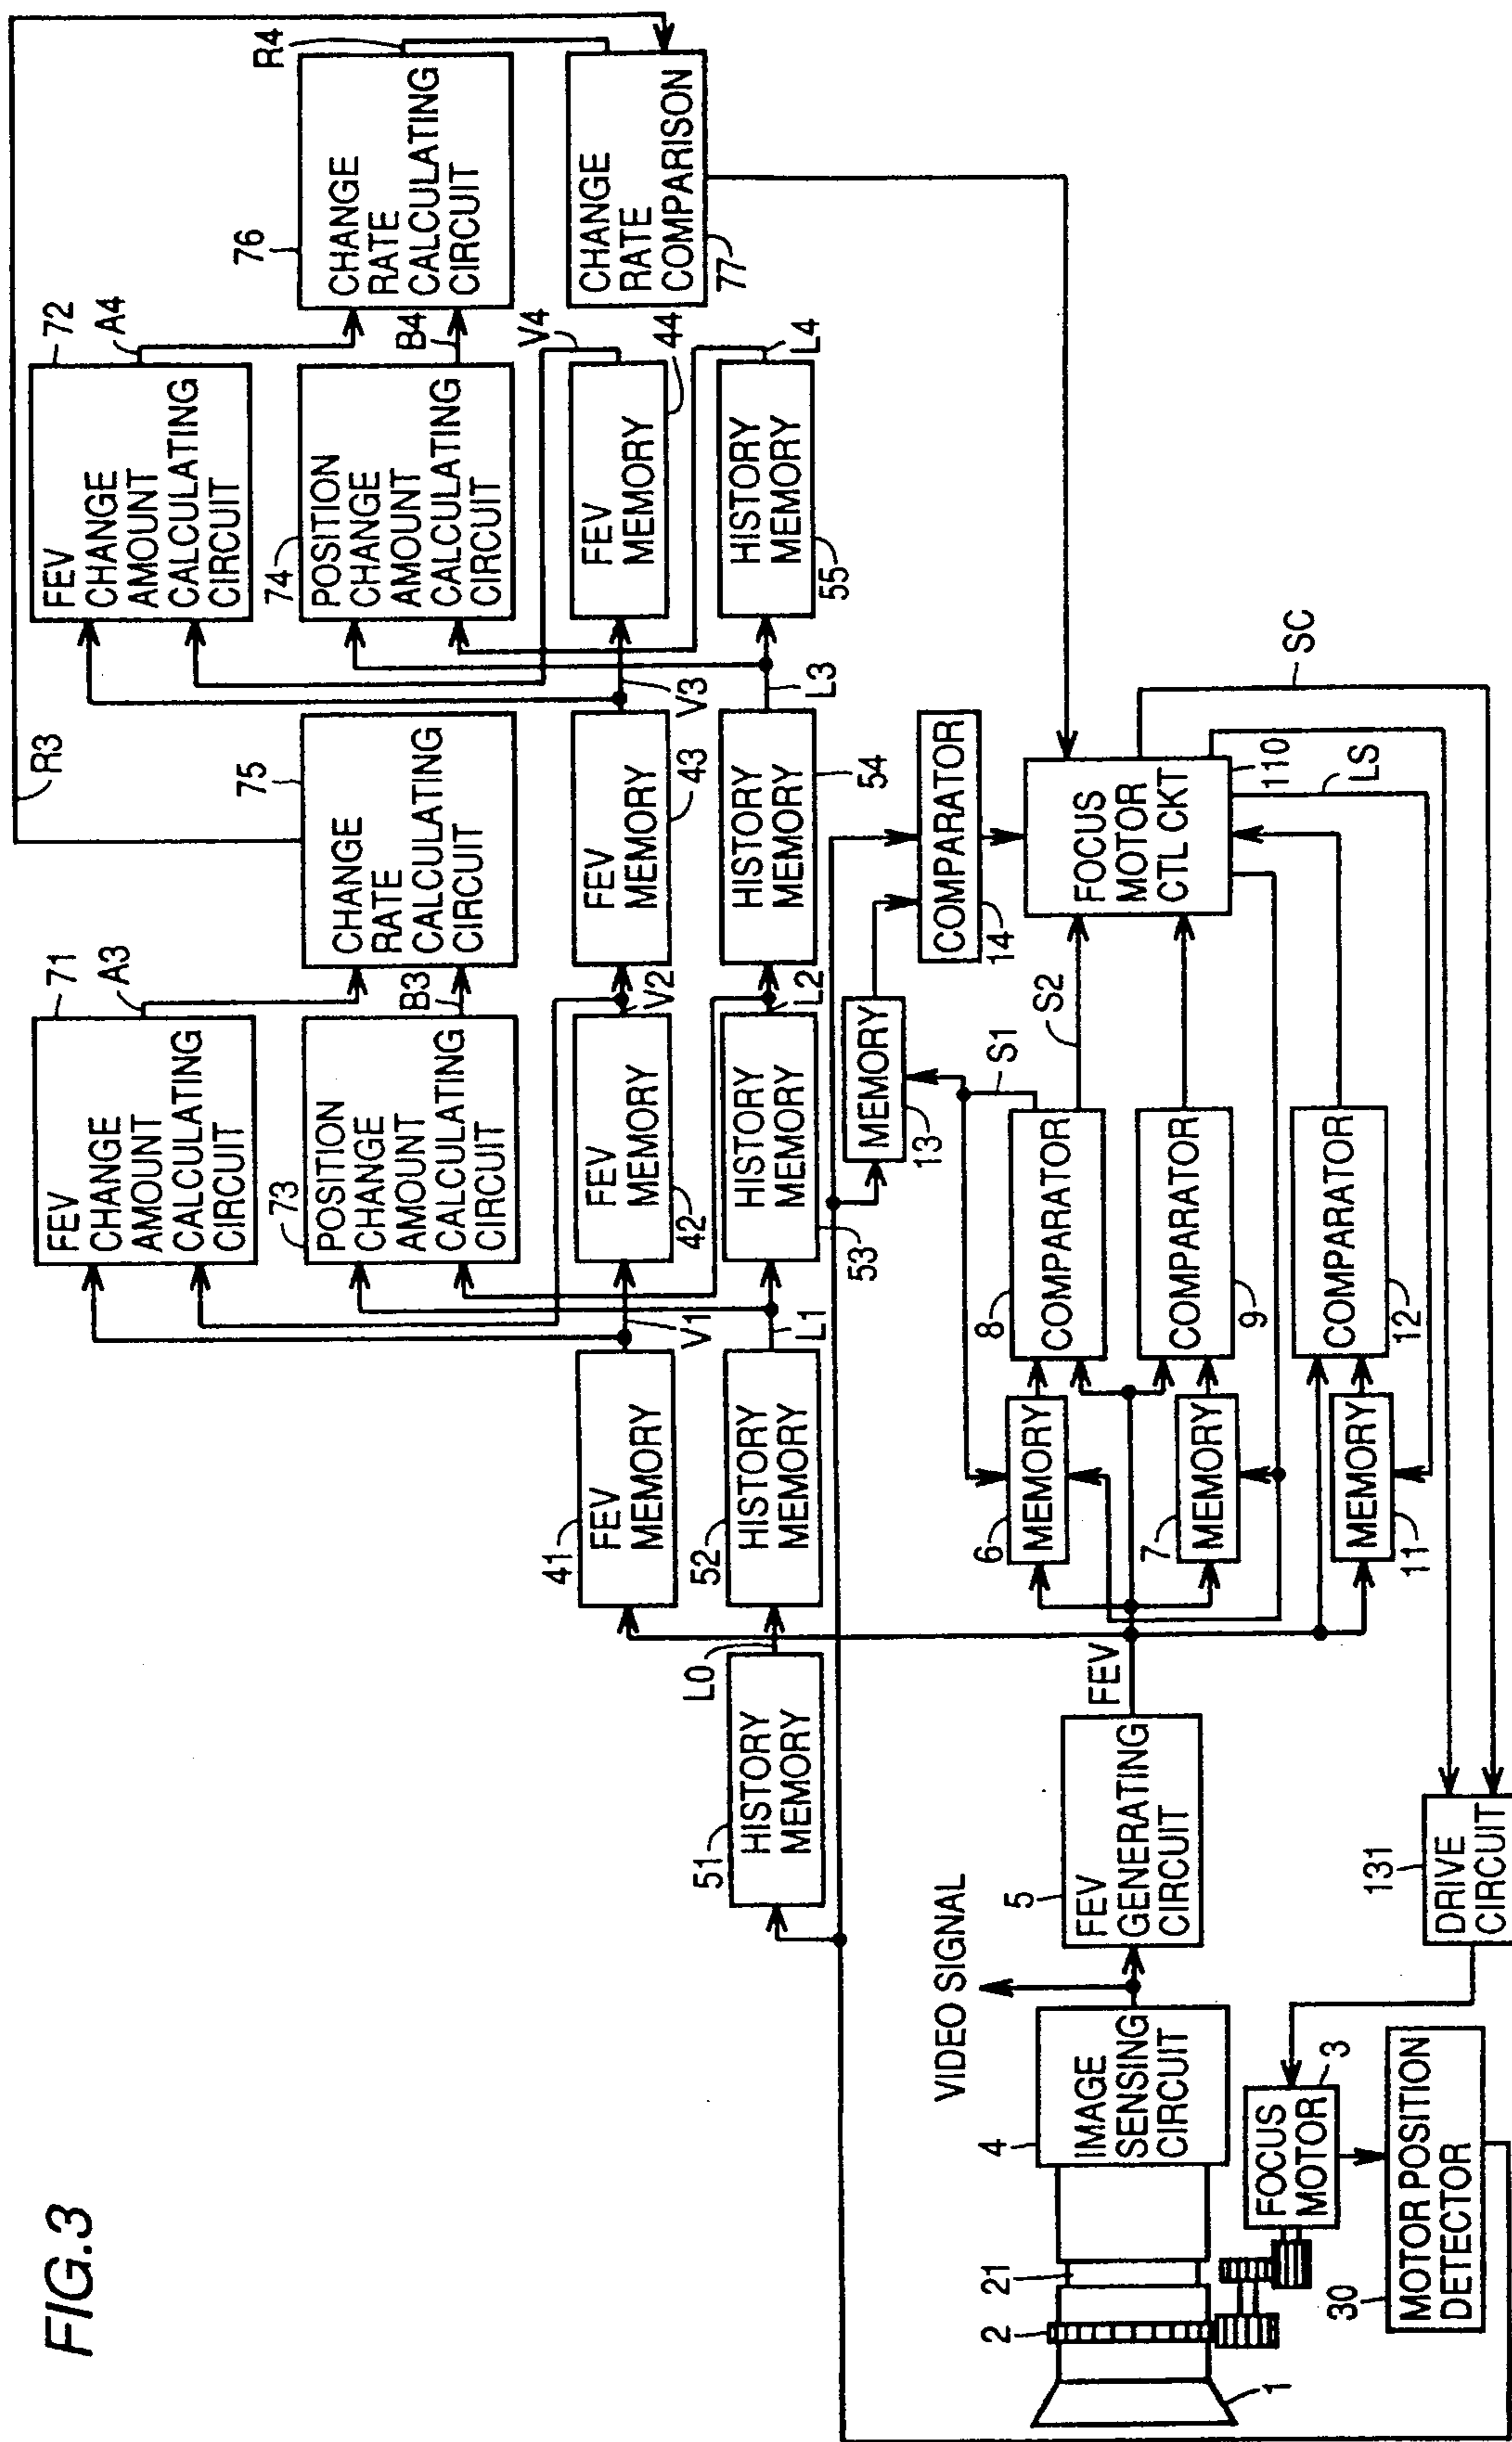 FIG.3
R3
R4
71
FEV
CHANGE
AMOUNT
CALCULATING
CIRCUIT
A3
72
FEV
CHANGE
AMOUNT
CALCULATING
CIRCUIT
A4
73
POSITION
CHANGE
AMOUNT
CALCULATING
CIRCUIT
B3
75
CHANGE
RATE
CALCULATING
CIRCUIT
74
POSITION
CHANGE
AMOUNT
CALCULATING
CIRCUIT
B4
76
CHANGE
RATE
CALCULATING
CIRCUIT
41
FEV
MEMORY
V1
FEV
MEMORY
42
V2
FEV
MEMORY
43
V3
FEV
MEMORY
44
V4
CHANGE
RATE
COMPARISON
77
51
HISTORY
MEMORY
L0
52
HISTORY
MEMORY
L1
HISTORY
MEMORY
53
L2
HISTORY
MEMORY
54
L3
HISTORY
MEMORY
55
L4
MEMORY
13
COMPARATOR
14
VIDEO SIGNAL
S1
S2
SC
1
2
21
4
IMAGE
SENSING
CIRCUIT
5
FEV
GENERATING
CIRCUIT
FEV
6
MEMORY
8
COMPARATOR
FOCUS
MOTOR
CTL CKT
110
7
MEMORY
COMPARATOR
9
LS
FOCUS
MOTOR
3
MEMORY
11
COMPARATOR
12
30
MOTOR POSITION
DETECTOR
131
DRIVE
CIRCUIT